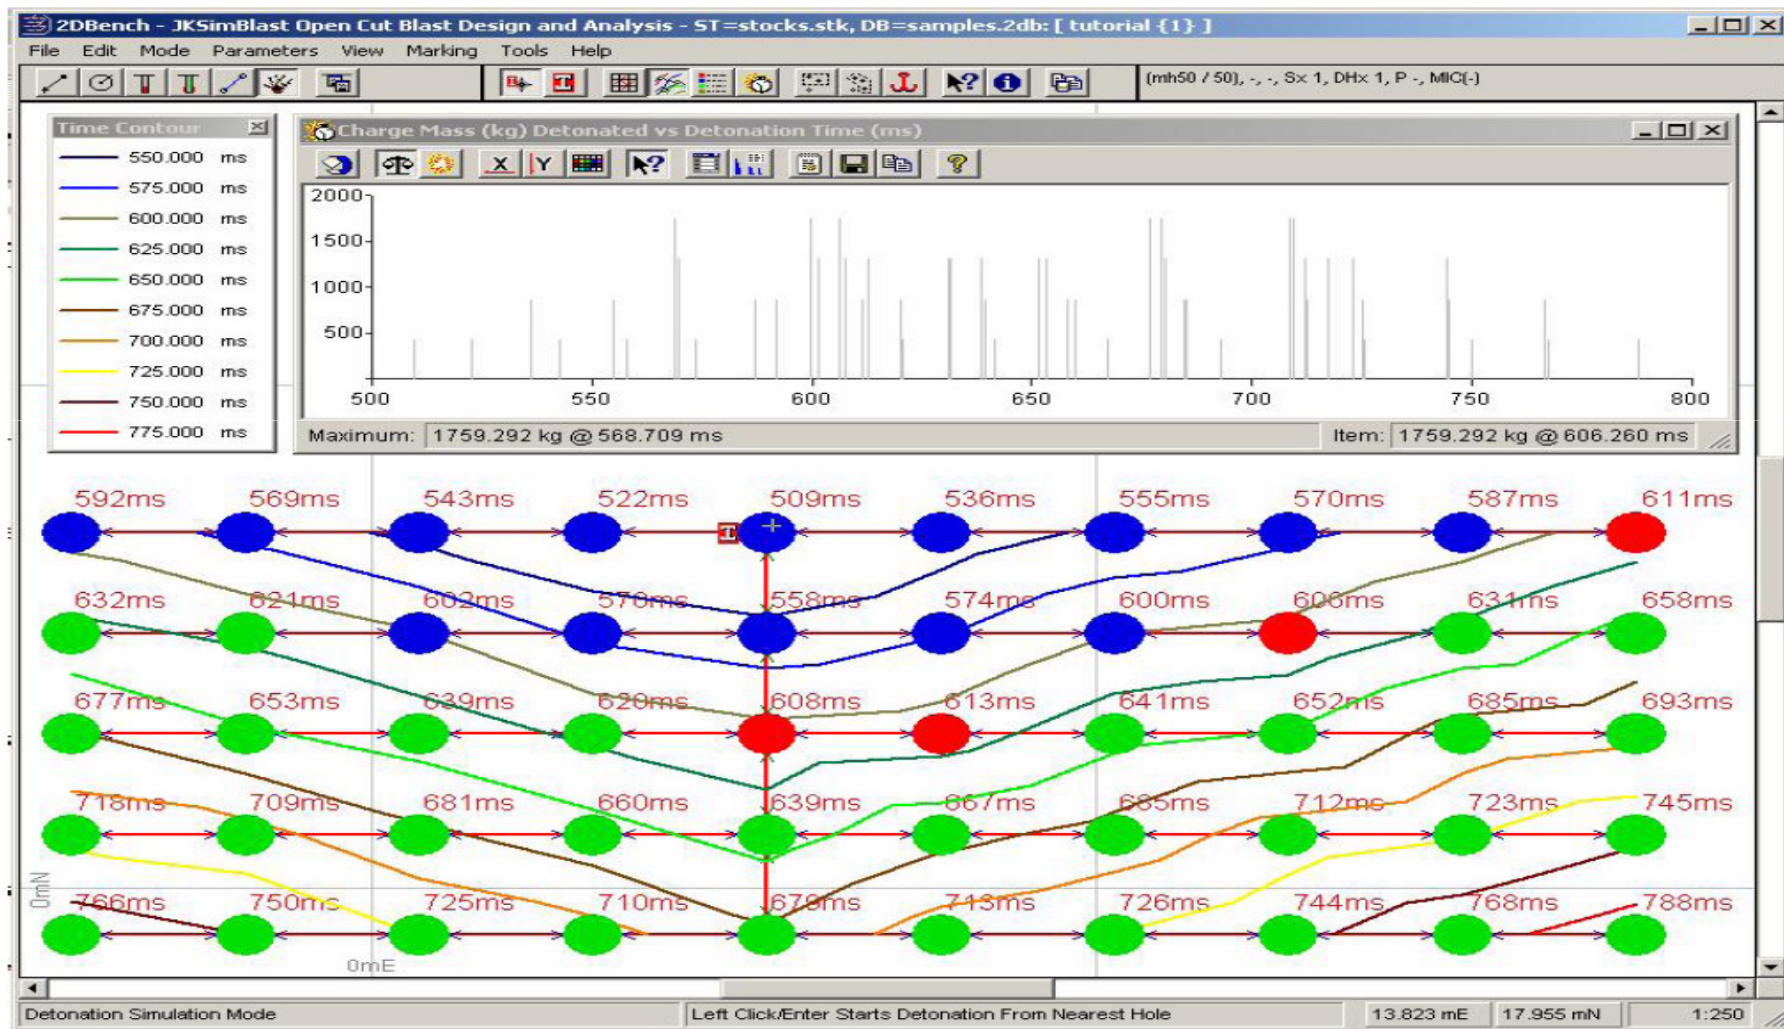 2DBench - JKSimBlast Open Cut Blast Design and Analysis - ST=stocks.stk, DB=samples.2db: [ tutorial {1} ]
File Edit Mode Parameters View Marking Tools Help
(mh50 / 50), -, -, Sx 1, DHx 1, P -, MIC(-)
Time Contour
550.000 ms
575.000 ms
600.000 ms
625.000 ms
650.000 ms
675.000 ms
700.000 ms
725.000 ms
750.000 ms
775.000 ms
Charge Mass (kg) Detonated vs Detonation Time (ms)
X Y
2000
1500
1000
500
500 550 600 650 700 750 800
Maximum: 1759.292 kg @ 568.709 ms Item: 1759.292 kg @ 606.260 ms
592ms 569ms 543ms 522ms 509ms 536ms 555ms 570ms 587ms 611ms
632ms 621ms 602ms 570ms 558ms 574ms 600ms 606ms 631ms 658ms
677ms 653ms 639ms 620ms 608ms 613ms 641ms 652ms 685ms 693ms
718ms 709ms 681ms 660ms 639ms 667ms 685ms 712ms 723ms 745ms
0mN
766ms 750ms 725ms 710ms 679ms 713ms 726ms 744ms 768ms 788ms
0mE
Detonation Simulation Mode Left Click/Enter Starts Detonation From Nearest Hole 13.823 mE 17.955 mN 1:250